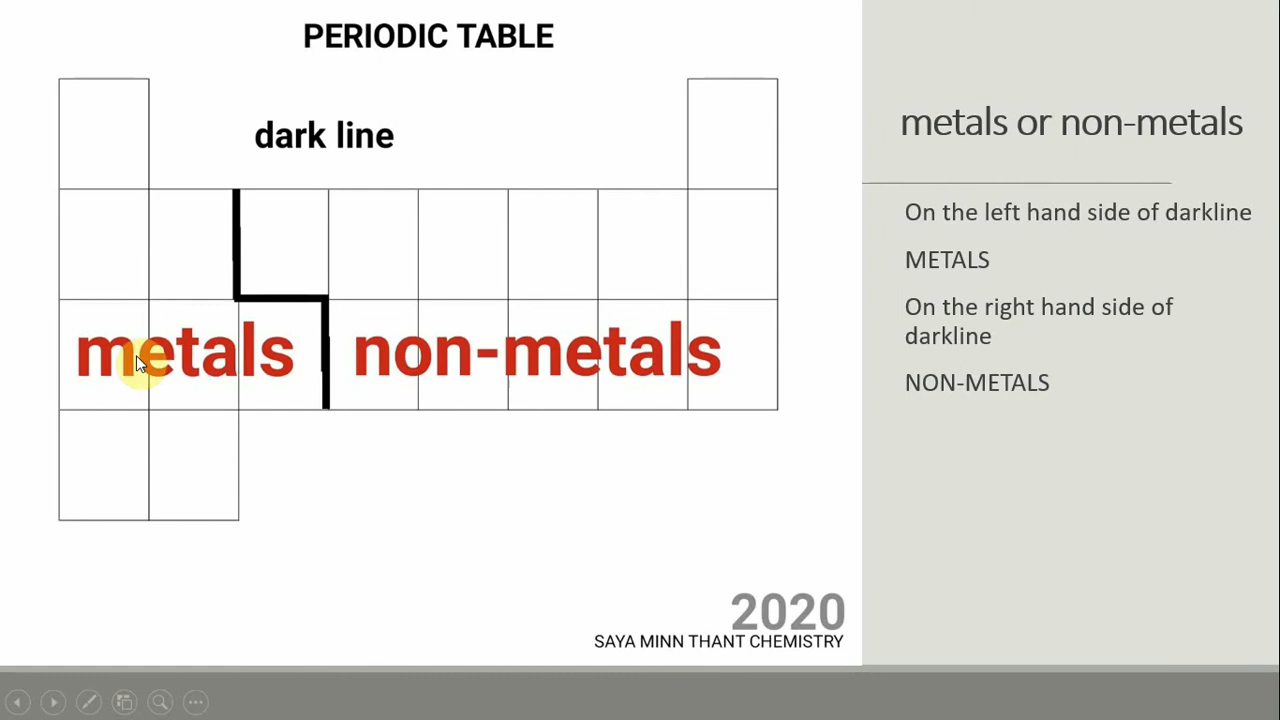 PERIODIC TABLE
dark line
metals
non-metals
2020
SAYA MINN THANT CHEMISTRY
metals or non-metals
On the left hand side of darkline
METALS
On the right hand side of
darkline
NON-METALS